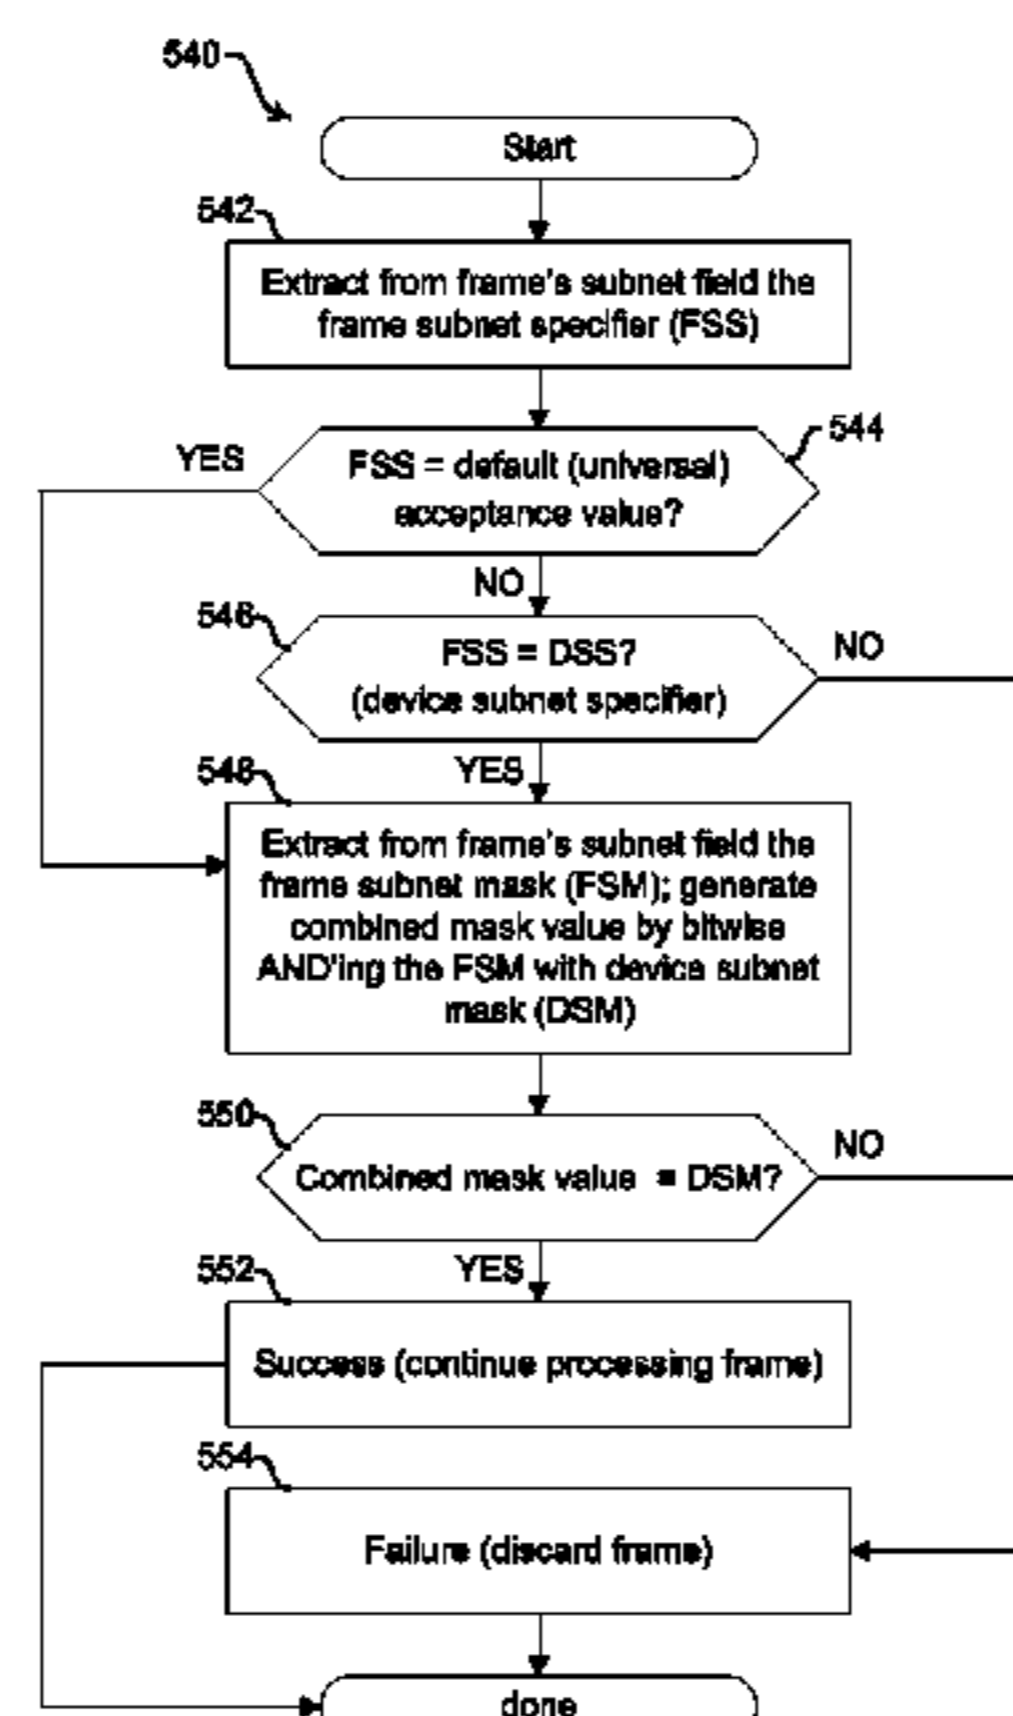 540
Start
542
Extract from frame's subnet field the
frame subnet specifier (FSS)
544
YES
FSS = default (universal)
acceptance value?
NO
546
FSS = DSS?
(device subnet specifier)
NO
YES
548
Extract from frame's subnet field the
frame subnet mask (FSM); generate
combined mask value by bitwise
AND'ing the FSM with device subnet
mask (DSM)
550
Combined mask value = DSM?
NO
YES
552
Success (continue processing frame)
554
Failure (discard frame)
done